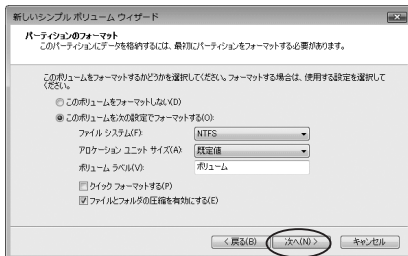 新しいシンプル ボリューム ウィザード
パーティションのフォーマット
このパーティションにデータを格納するには、最初にパーティションをフォーマットする必要があります。
このボリュームをフォーマットするかどうかを選択してください。フォーマットする場合は、使用する設定を選択して
ください。
このボリュームをフォーマットしない(D)
このボリュームを次の設定でフォーマットする(O):
ファイル システム(F): NTFS
アロケーション ユニット サイズ(A) 既定値
ボリューム ラベル(V): ボリューム
クイック フォーマットする(P)
ファイルとフォルダの圧縮を有効にする(E)
< 戻る(B) 次へ(N) > キャンセル